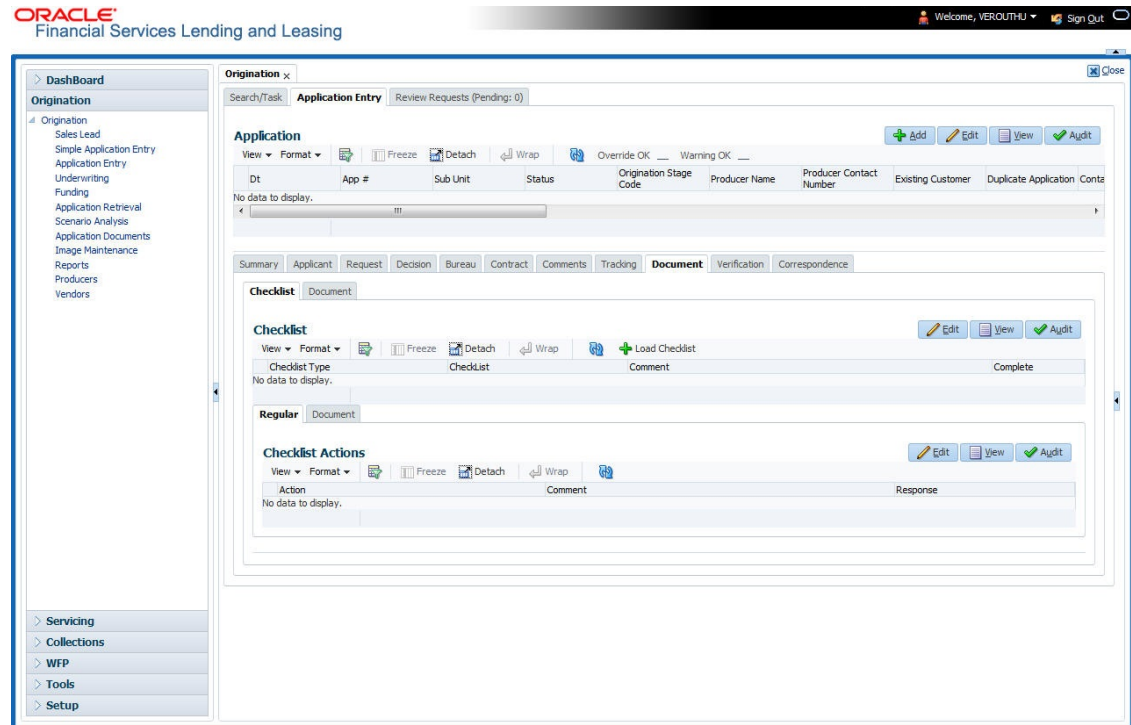 ORACLE®
Financial Services Lending and Leasing
Welcome, VEROUTHU
Sign Out
DashBoard
Origination
Origination
Sales Lead
Simple Application Entry
Application Entry
Underwriting
Funding
Application Retrieval
Scenario Analysis
Application Documents
Image Maintenance
Reports
Producers
Vendors
Servicing
Collections
WFP
Tools
Setup
Origination x
Close
Search/Task Application Entry Review Requests (Pending: 0)
Application
Add Edit View Audit
View Format Freeze Detach Wrap Override OK __ Warning OK __
Dt App # Sub Unit Status Origination Stage Code Producer Name Producer Contact Number Existing Customer Duplicate Application Conta
No data to display.
Summary Applicant Request Decision Bureau Contract Comments Tracking Document Verification Correspondence
Checklist Document
Checklist
Edit View Audit
View Format Freeze Detach Wrap Load Checklist
Checklist Type CheckList Comment Complete
No data to display.
Regular Document
Checklist Actions
Edit View Audit
View Format Freeze Detach Wrap
Action Comment Response
No data to display.